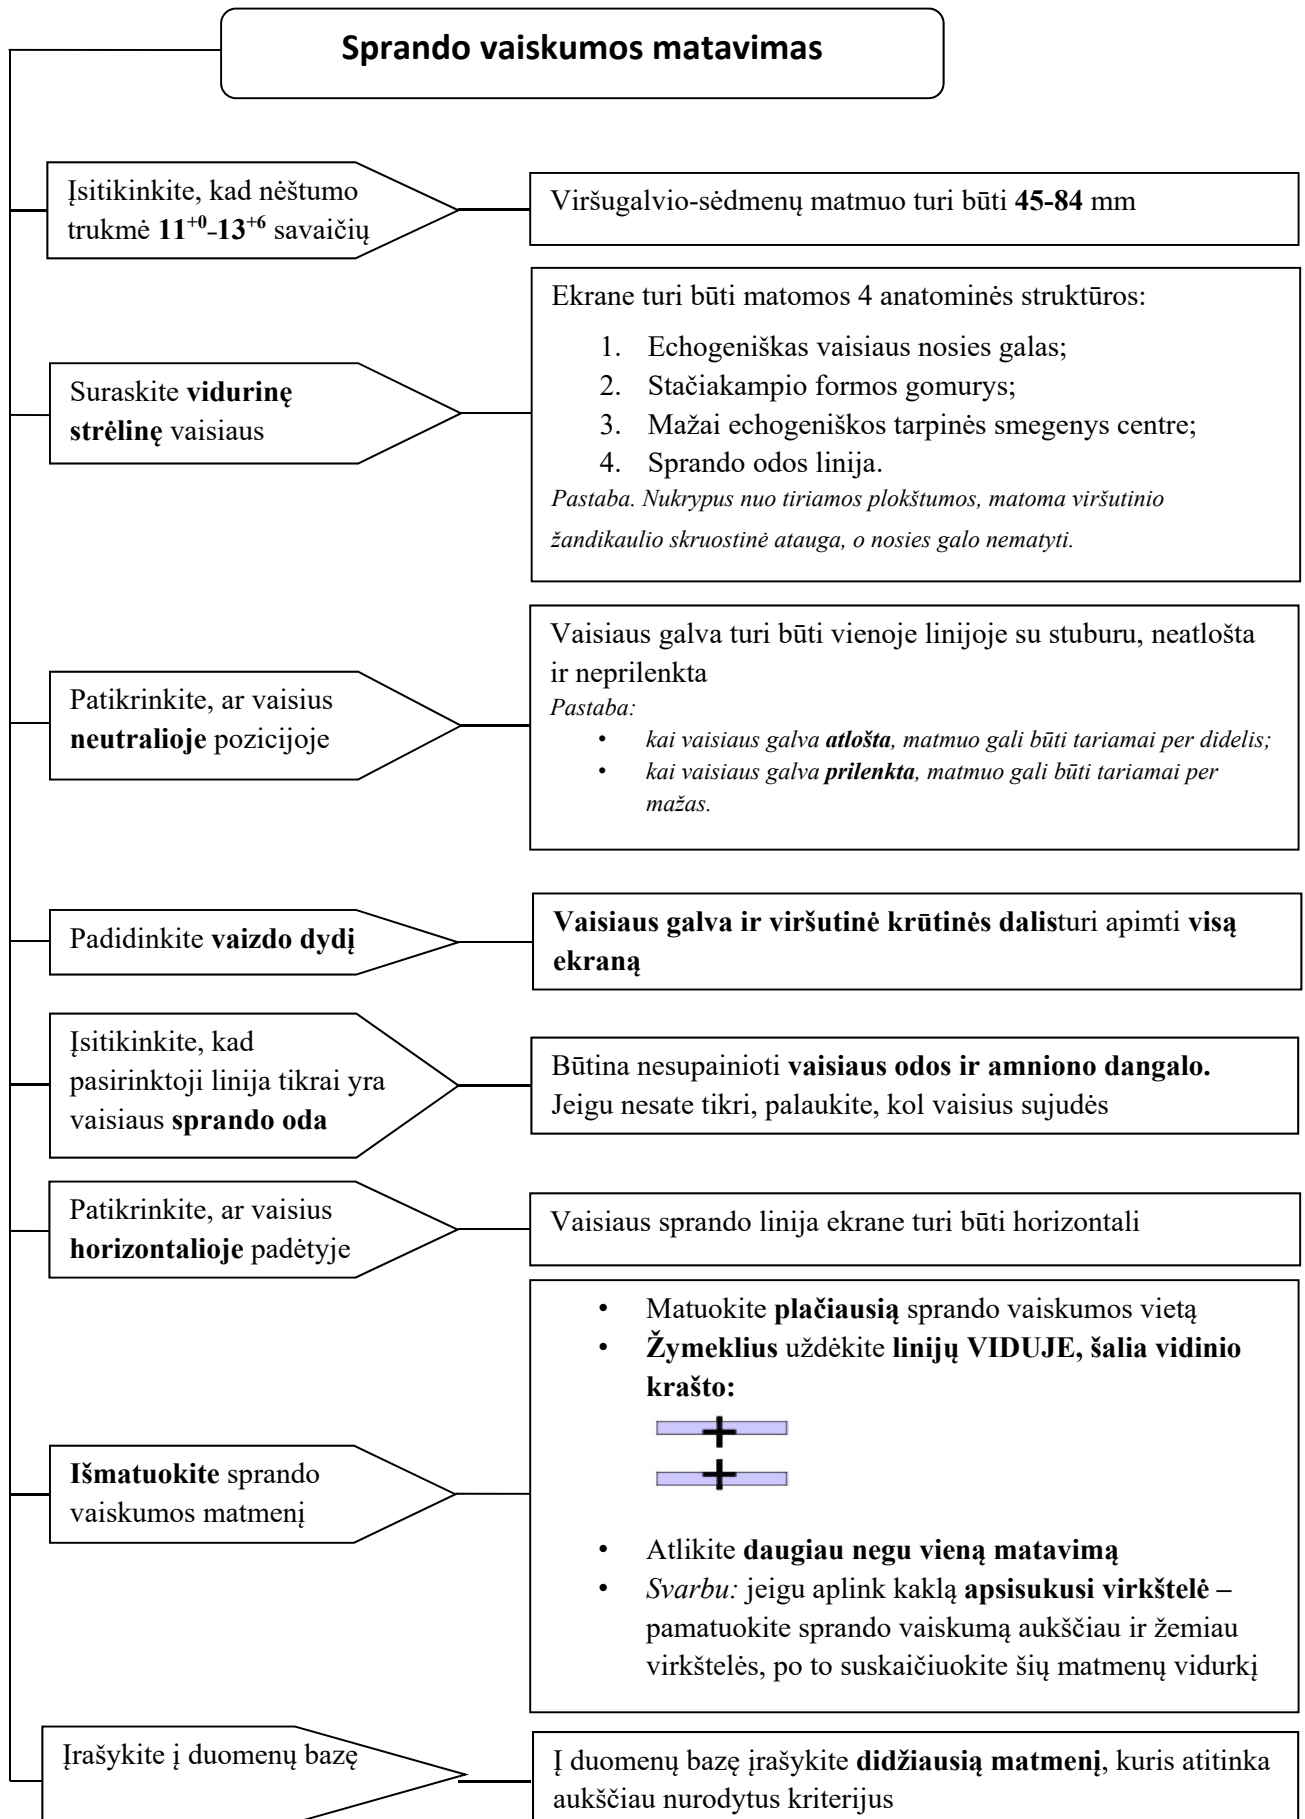 Sprando vaiskumos matavimas
Įsitikinkite, kad nėštumo
trukmė 11⁺⁰-13⁺⁶ savaičių
Viršugalvio-sėdmenų matmuo turi būti 45-84 mm
Suraskite vidurinę
strėlinę vaisiaus
Ekrane turi būti matomos 4 anatominės struktūros:
1. Echogeniškas vaisiaus nosies galas;
2. Stačiakampio formos gomurys;
3. Mažai echogeniškos tarpinės smegenys centre;
4. Sprando odos linija.
Pastaba. Nukrypus nuo tiriamos plokštumos, matoma viršutinio
žandikaulio skruostinė atauga, o nosies galo nematyti.
Patikrinkite, ar vaisius
neutralioje pozicijoje
Vaisiaus galva turi būti vienoje linijoje su stuburu, neatlošta
ir neprilenkta
Pastaba:
• kai vaisiaus galva atlošta, matmuo gali būti tariamai per didelis;
• kai vaisiaus galva prilenkta, matmuo gali būti tariamai per
mažas.
Padidinkite vaizdo dydį
Vaisiaus galva ir viršutinė krūtinės dalisturi apimti visą
ekraną
Įsitikinkite, kad
pasirinktoji linija tikrai yra
vaisiaus sprando oda
Būtina nesupainioti vaisiaus odos ir amniono dangalo.
Jeigu nesate tikri, palaukite, kol vaisius sujudės
Patikrinkite, ar vaisius
horizontalioje padėtyje
Vaisiaus sprando linija ekrane turi būti horizontali
Išmatuokite sprando
vaiskumos matmenį
• Matuokite plačiausią sprando vaiskumos vietą
• Žymeklius uždėkite linijų VIDUJE, šalia vidinio
krašto:
• Atlikite daugiau negu vieną matavimą
• Svarbu: jeigu aplink kaklą apsisukusi virkštelė –
pamatuokite sprando vaiskumą aukščiau ir žemiau
virkštelės, po to suskaičiuokite šių matmenų vidurkį
Įrašykite į duomenų bazę
Į duomenų bazę įrašykite didžiausią matmenį, kuris atitinka
aukščiau nurodytus kriterijus